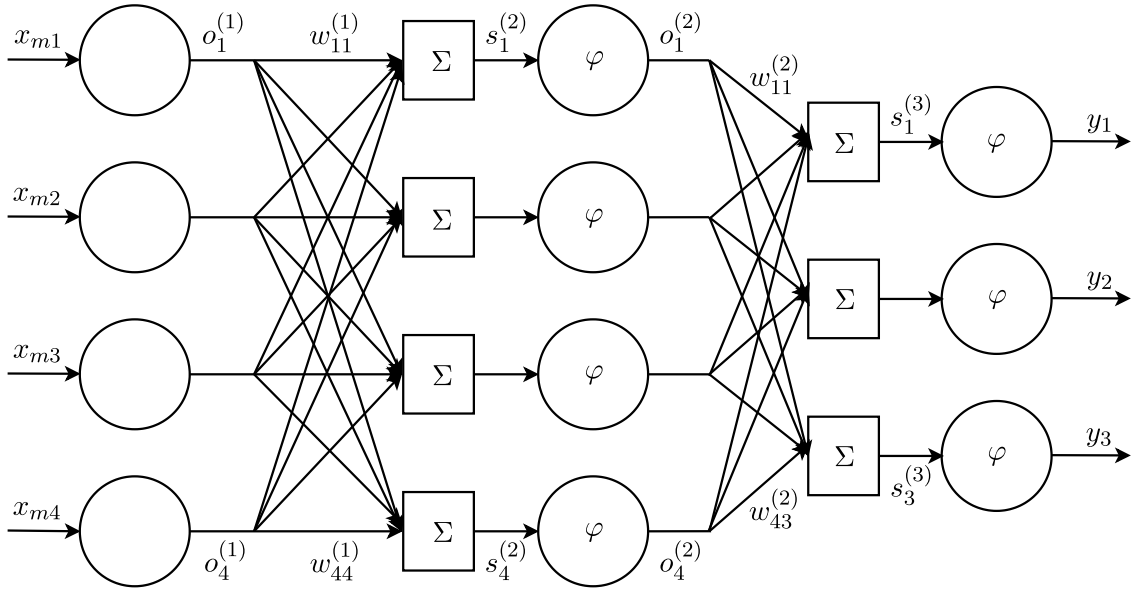 x_{m1} o_1^{(1)} w_{11}^{(1)} Σ s_1^{(2)} φ o_1^{(2)}
w_{11}^{(2)} Σ s_1^{(3)} φ y_1
x_{m2} Σ φ
Σ φ y_2
x_{m3} Σ φ
Σ s_3^{(3)} φ y_3
w_{43}^{(2)}
x_{m4} o_4^{(1)} w_{44}^{(1)} Σ s_4^{(2)} φ o_4^{(2)}